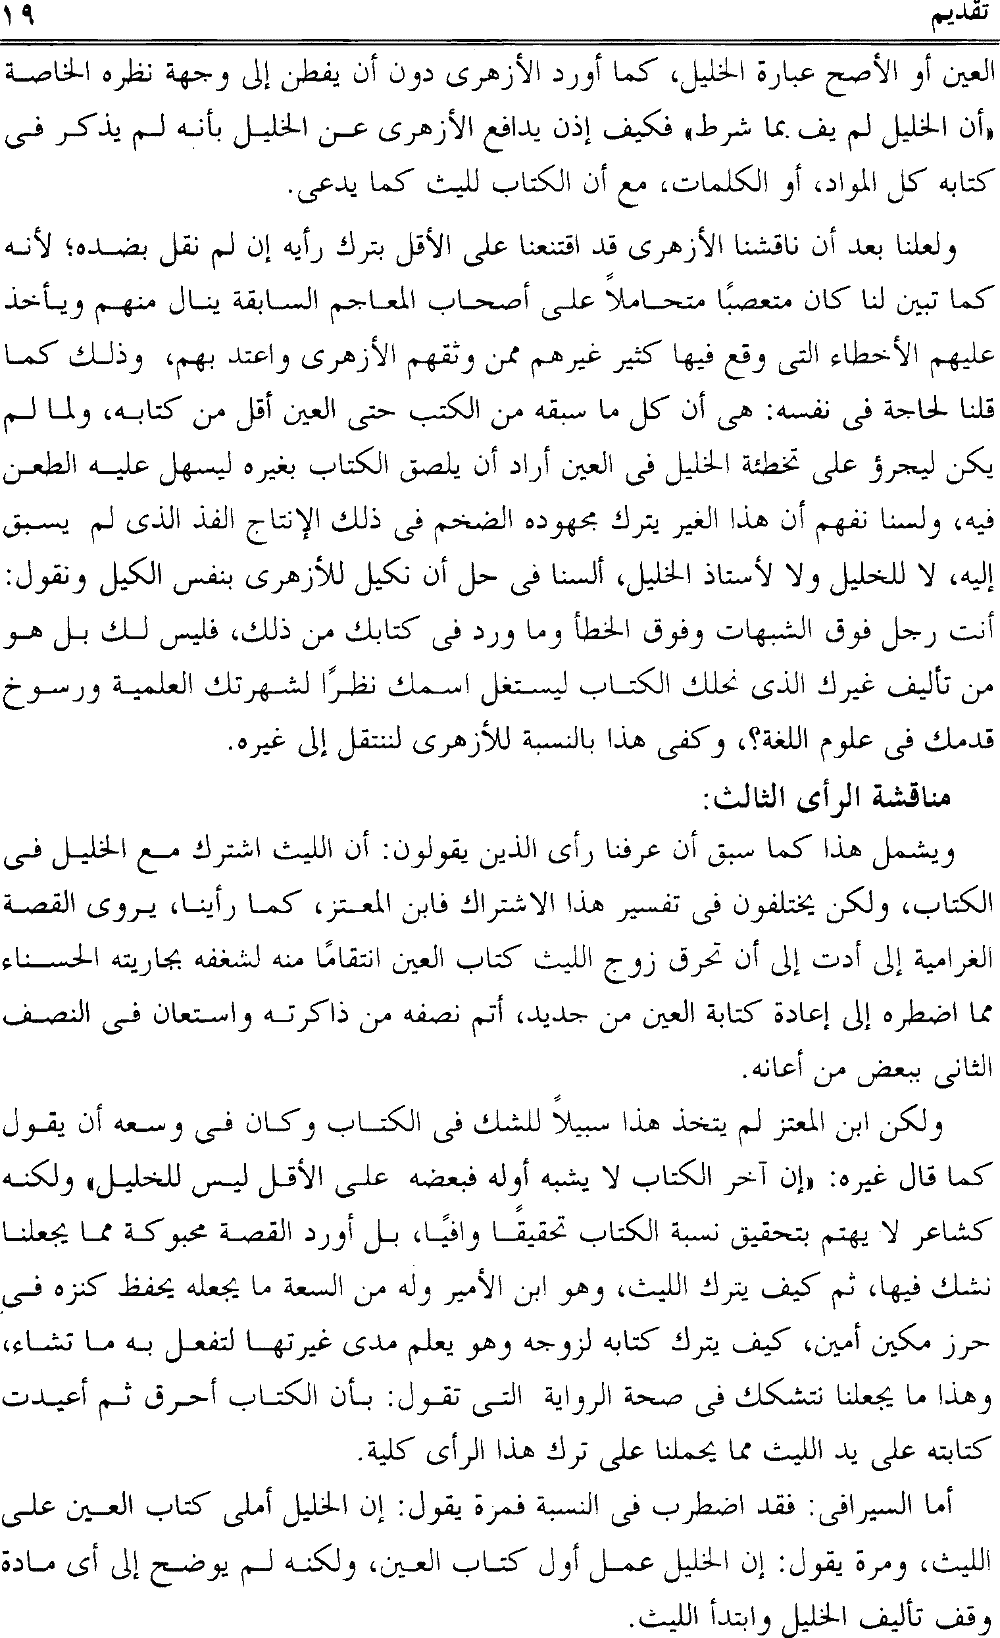 تقديم ١٩
العين أو الأصح عبارة الخليل، كما أورد الأزهرى دون أن يفطن إلى وجهة نظره الخاصة
«أن الخليل لم يف بما شرط» فكيف إذن يدافع الأزهرى عن الخليل بأنه لم يذكر فى
كتابه كل المواد، أو الكلمات، مع أن الكتاب لليث كما يدعى.
ولعلنا بعد أن ناقشنا الأزهرى قد اقتنعنا على الأقل بترك رأيه إن لم نقل بضده؛ لأنه
كما تبين لنا كان متعصبًا متحاملاً على أصحاب المعاجم السابقة ينال منهم ويأخذ
عليهم الأخطاء التى وقع فيها كثير غيرهم ممن وثقهم الأزهرى واعتد بهم، وذلك كما
قلنا لحاجة فى نفسه: هى أن كل ما سبقه من الكتب حتى العين أقل من كتابه، ولما لم
يكن ليجرؤ على تخطئة الخليل فى العين أراد أن يلصق الكتاب بغيره ليسهل عليه الطعن
فيه، ولسنا نفهم أن هذا الغير يترك مجهوده الضخم فى ذلك الإنتاج الفذ الذى لم يسبق
إليه، لا للخليل ولا لأستاذ الخليل، ألسنا فى حل أن نكيل للأزهرى بنفس الكيل ونقول:
أنت رجل فوق الشبهات وفوق الخطأ وما ورد فى كتابك من ذلك، فليس لك بل هو
من تأليف غيرك الذى نحلك الكتاب ليستغل اسمك نظرًا لشهرتك العلمية ورسوخ
قدمك فى علوم اللغة؟، وكفى هذا بالنسبة للأزهرى لننتقل إلى غيره.
مناقشة الرأى الثالث:
ويشمل هذا كما سبق أن عرفنا رأى الذين يقولون: أن الليث اشترك مع الخليل فى
الكتاب، ولكن يختلفون فى تفسير هذا الاشتراك فابن المعتز، كما رأينا، يروى القصة
الغرامية إلى أدت إلى أن تحرق زوج الليث كتاب العين انتقامًا منه لشغفه بجاريته الحسناء
مما اضطره إلى إعادة كتابة العين من جديد، أتم نصفه من ذاكرته واستعان فى النصف
الثانى ببعض من أعانه.
ولكن ابن المعتز لم يتخذ هذا سبيلاً للشك فى الكتاب وكان فى وسعه أن يقول
كما قال غيره: «إن آخر الكتاب لا يشبه أوله فبعضه على الأقل ليس للخليل» ولكنه
كشاعر لا يهتم بتحقيق نسبة الكتاب تحقيقًا وافيًا، بل أورد القصة محبوكة مما يجعلنا
نشك فيها، ثم كيف يترك الليث، وهو ابن الأمير وله من السعة ما يجعله يحفظ كنزه فى
حرز مكين أمين، كيف يترك كتابه لزوجه وهو يعلم مدى غيرتها لتفعل به ما تشاء،
وهذا ما يجعلنا نتشكك فى صحة الرواية التى تقول: بأن الكتاب أحرق ثم أعيدت
كتابته على يد الليث مما يحملنا على ترك هذا الرأى كلية.
أما السيرافى: فقد اضطرب فى النسبة فمرة يقول: إن الخليل أملى كتاب العين على
الليث، ومرة يقول: إن الخليل عمل أول كتاب العين، ولكنه لم يوضح إلى أى مادة
وقف تأليف الخليل وابتدأ الليث.